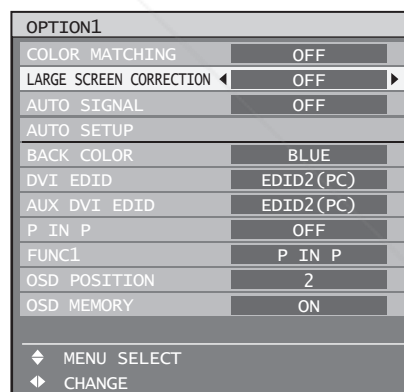 OPTION1
COLOR MATCHING OFF
LARGE SCREEN CORRECTION OFF
AUTO SIGNAL OFF
AUTO SETUP
BACK COLOR BLUE
DVI EDID EDID2(PC)
AUX DVI EDID EDID2(PC)
P IN P OFF
FUNC1 P IN P
OSD POSITION 2
OSD MEMORY ON
MENU SELECT
CHANGE